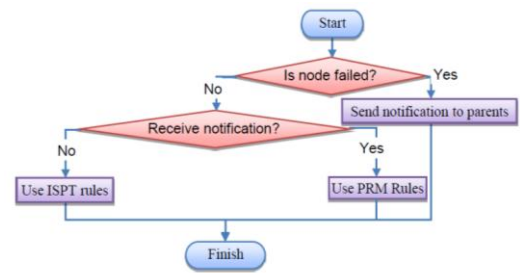 Start
Is node failed?
Yes
No
Send notification to parents
Receive notification?
No
Yes
Use ISPT rules
Use PRM Rules
Finish